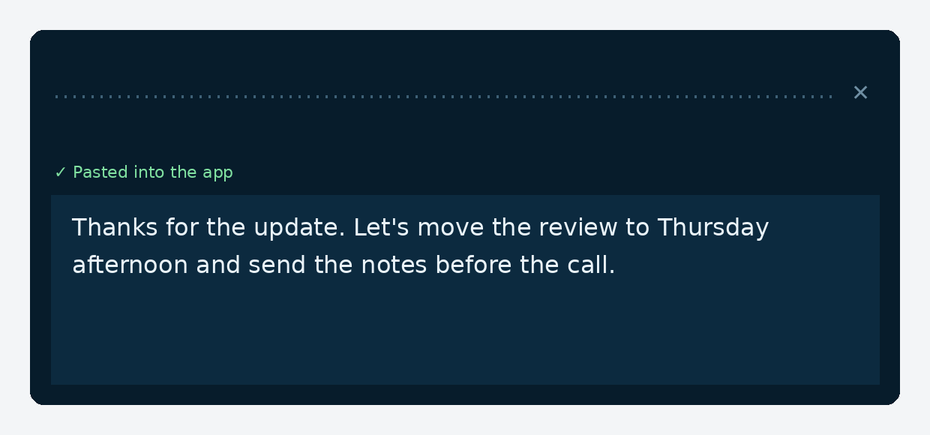 ✓ Pasted into the app
Thanks for the update. Let's move the review to Thursday
afternoon and send the notes before the call.